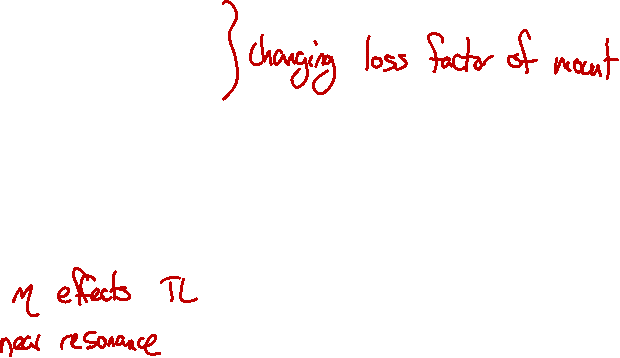 changing loss factor of mount
η effects TL
near resonance